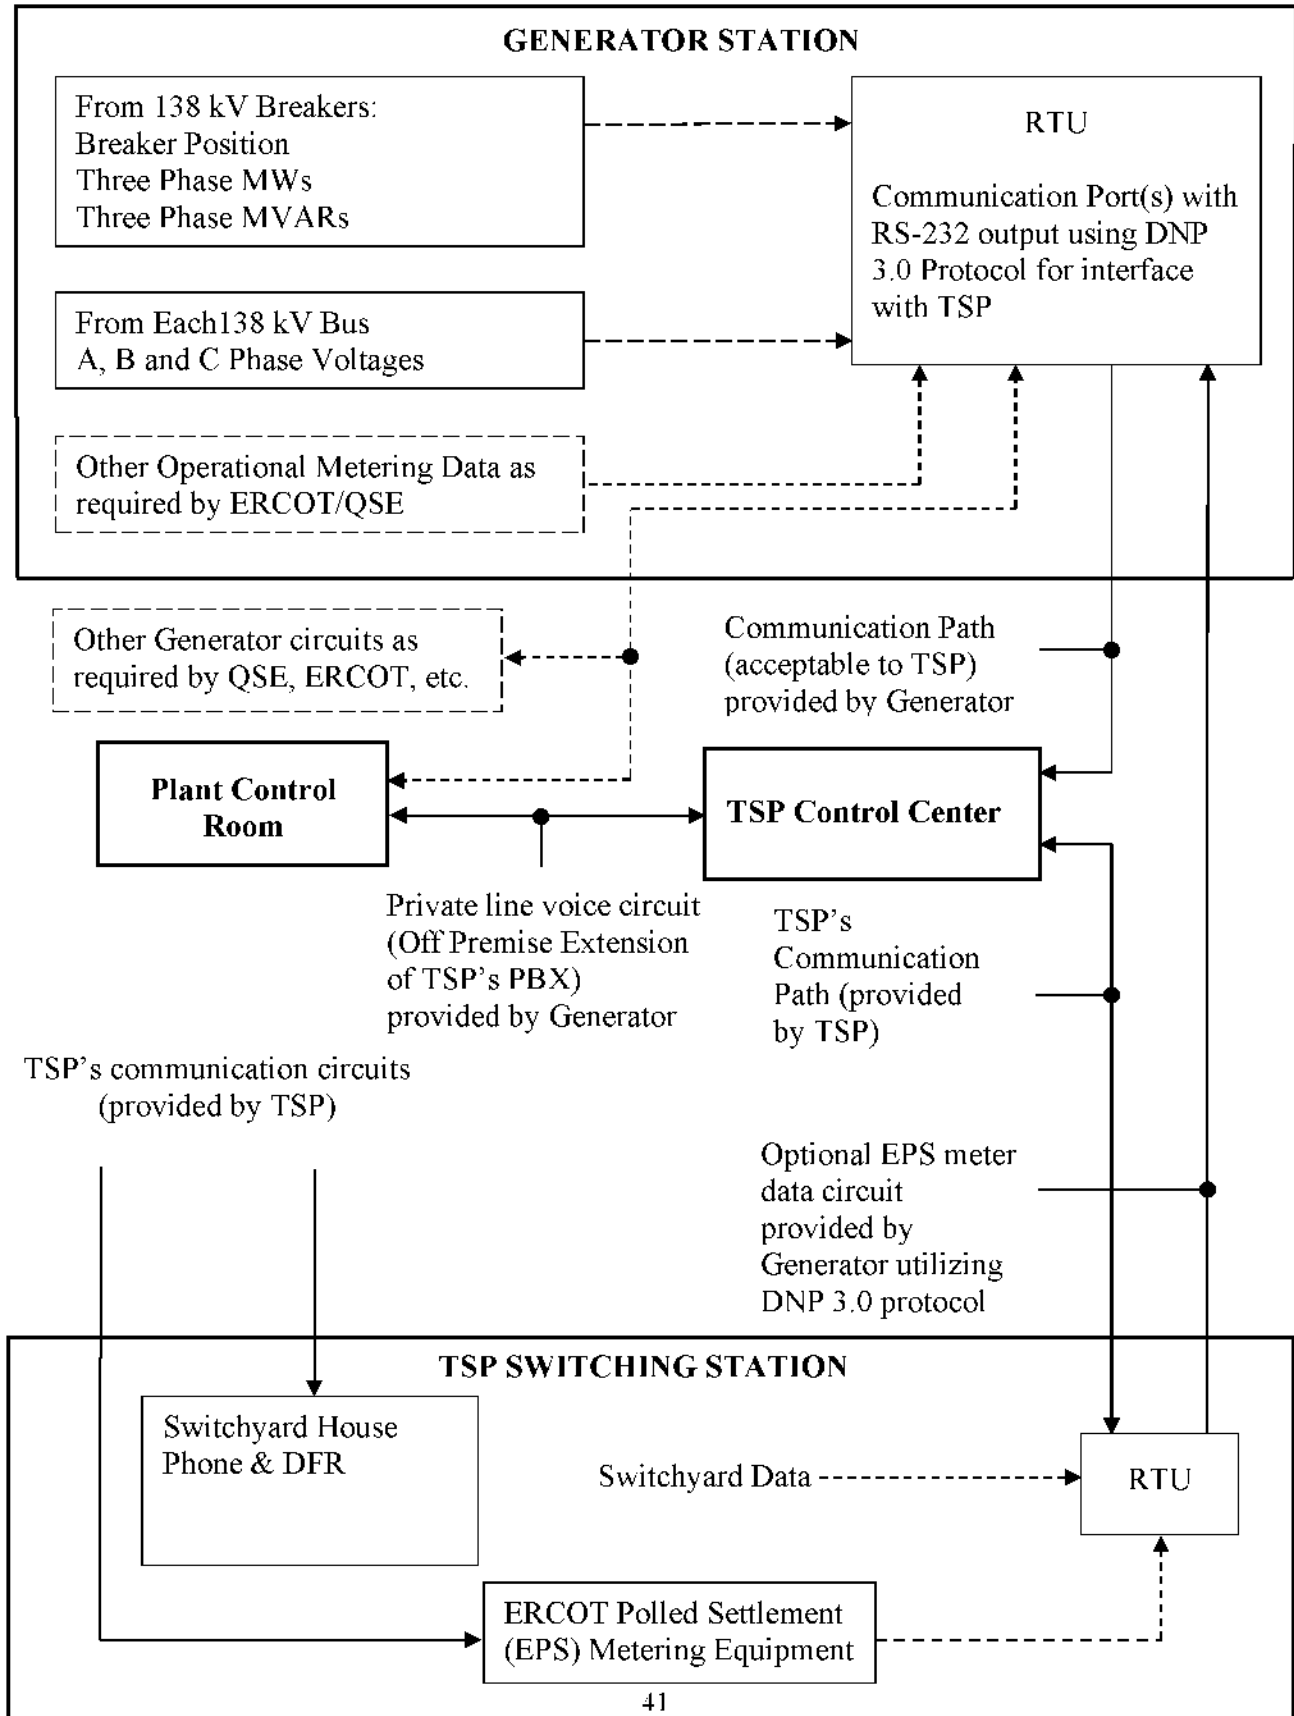 GENERATOR STATION
From 138 kV Breakers:
Breaker Position
Three Phase MWs
Three Phase MVARs
RTU
Communication Port(s) with
RS-232 output using DNP
3.0 Protocol for interface
with TSP
From Each138 kV Bus
A, B and C Phase Voltages
Other Operational Metering Data as
required by ERCOT/QSE
Other Generator circuits as
required by QSE, ERCOT, etc.
Communication Path
(acceptable to TSP)
provided by Generator
Plant Control
Room
TSP Control Center
Private line voice circuit
(Off Premise Extension
of TSP's PBX)
provided by Generator
TSP's
Communication
Path (provided
by TSP)
TSP's communication circuits
(provided by TSP)
Optional EPS meter
data circuit
provided by
Generator utilizing
DNP 3.0 protocol
TSP SWITCHING STATION
Switchyard House
Phone & DFR
Switchyard Data
RTU
ERCOT Polled Settlement
(EPS) Metering Equipment
41